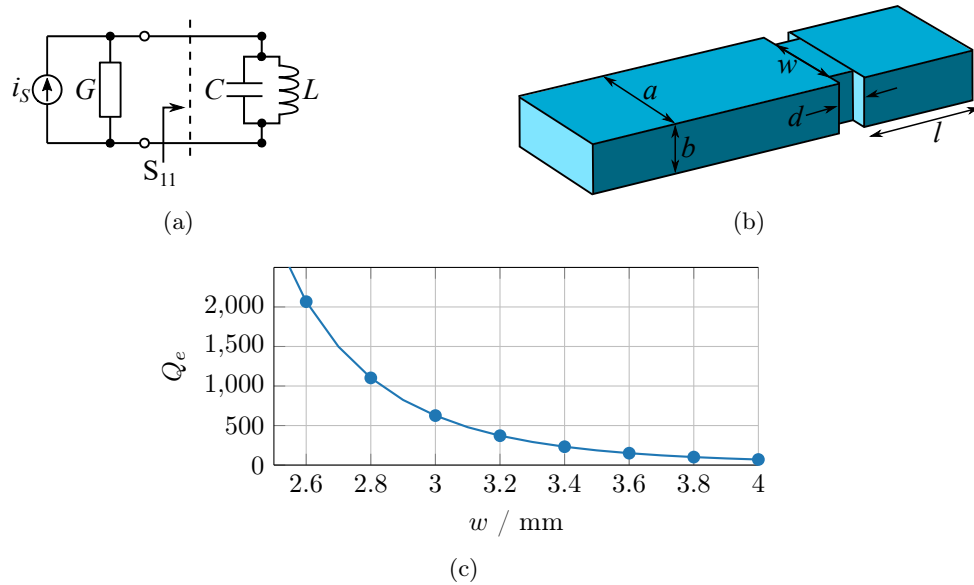 i_S G C L
S_11
(a)
a w
d
b l
(b)
2,000
1,500
1,000
500
0
Q_e
2.6 2.8 3 3.2 3.4 3.6 3.8 4
w / mm
(c)